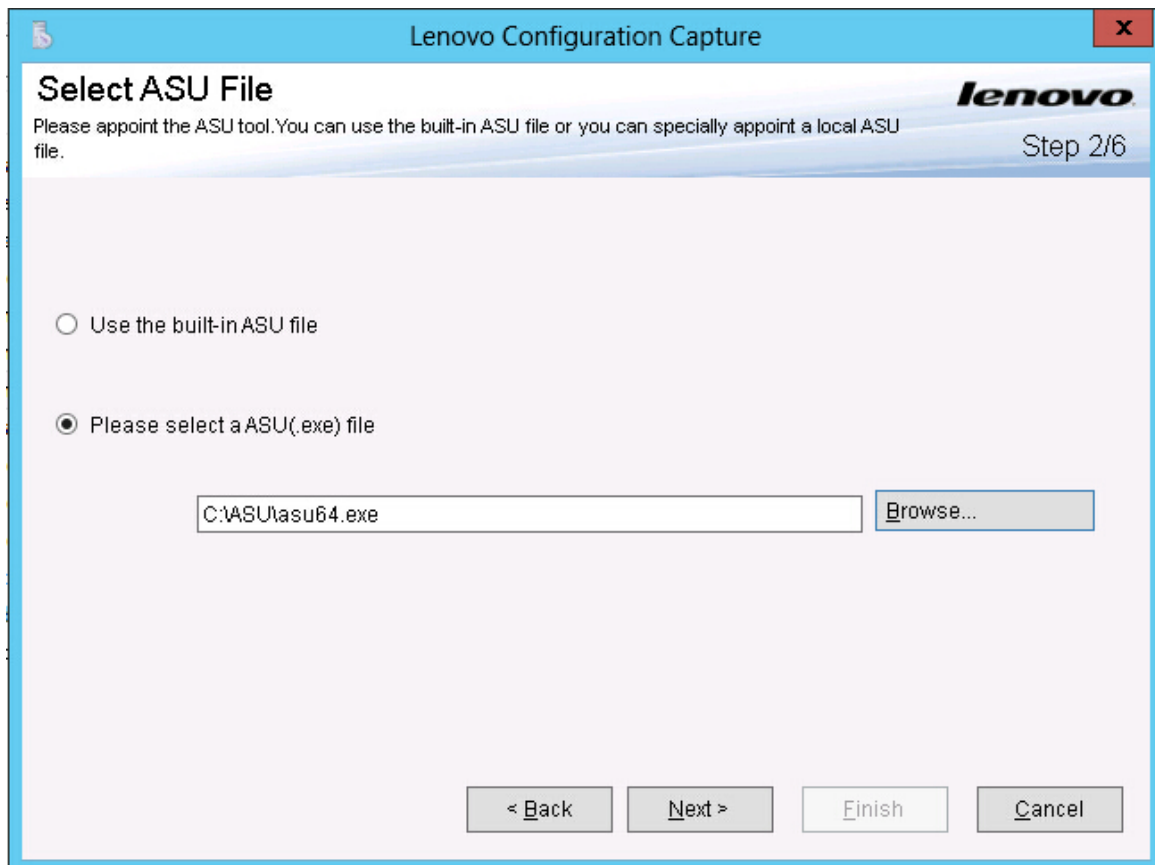 Lenovo Configuration Capture
x
Select ASU File
lenovo
Please appoint the ASU tool.You can use the built-in ASU file or you can specially appoint a local ASU
file.
Step 2/6
Use the built-in ASU file
Please select a ASU(.exe) file
C:\ASU\asu64.exe
Browse...
< Back
Next >
Finish
Cancel